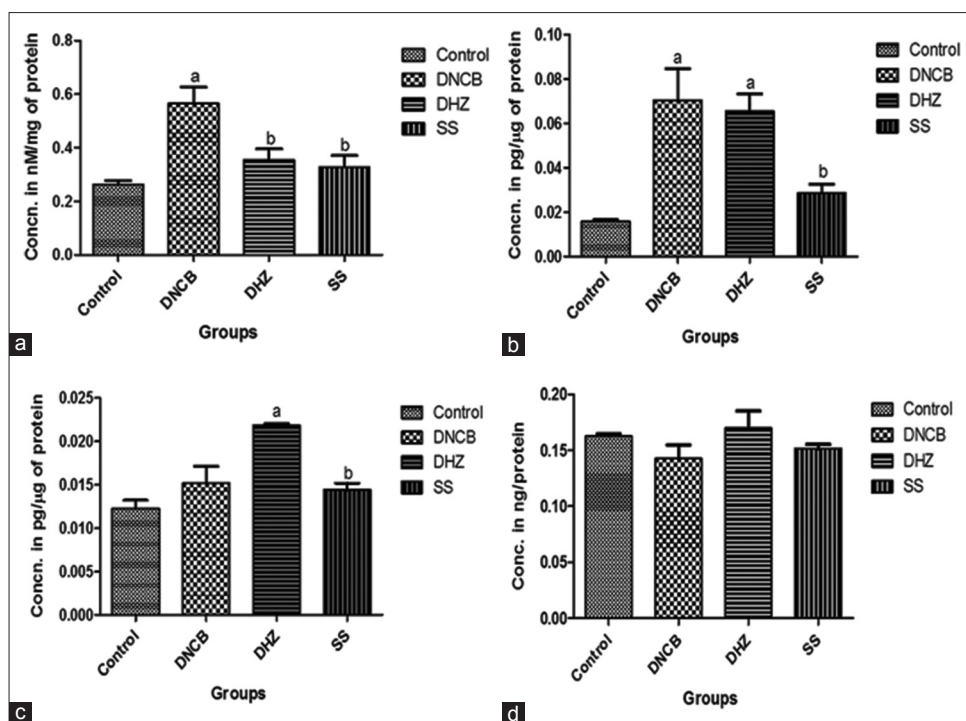 Concn. in nM/mg of protein
0.8
0.6
0.4
0.2
0.0
a
b
b
Control
DNCB
DHZ
SS
Control
DNCB
DHZ
SS
Groups
a
Concn. in pg/µg of protein
0.10
0.08
0.06
0.04
0.02
0.00
a
a
b
Control
DNCB
DHZ
SS
Control
DNCB
DHZ
SS
Groups
b
Concn. in pg/µg of protein
0.025
0.020
0.015
0.010
0.005
0.000
a
b
Control
DNCB
DHZ
SS
Control
DNCB
DHZ
SS
Groups
c
Conc. in ng/protein
0.20
0.15
0.10
0.05
0.00
Control
DNCB
DHZ
SS
Control
DNCB
DHZ
SS
Groups
d